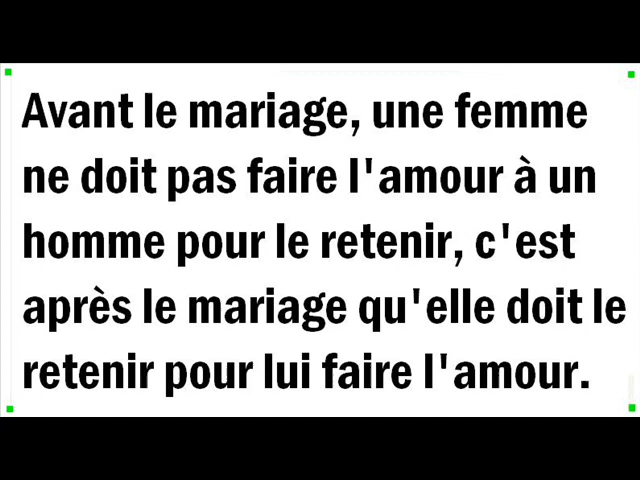 Avant le mariage, une femme
ne doit pas faire l'amour à un
homme pour le retenir, c'est
après le mariage qu'elle doit le
retenir pour lui faire l'amour.